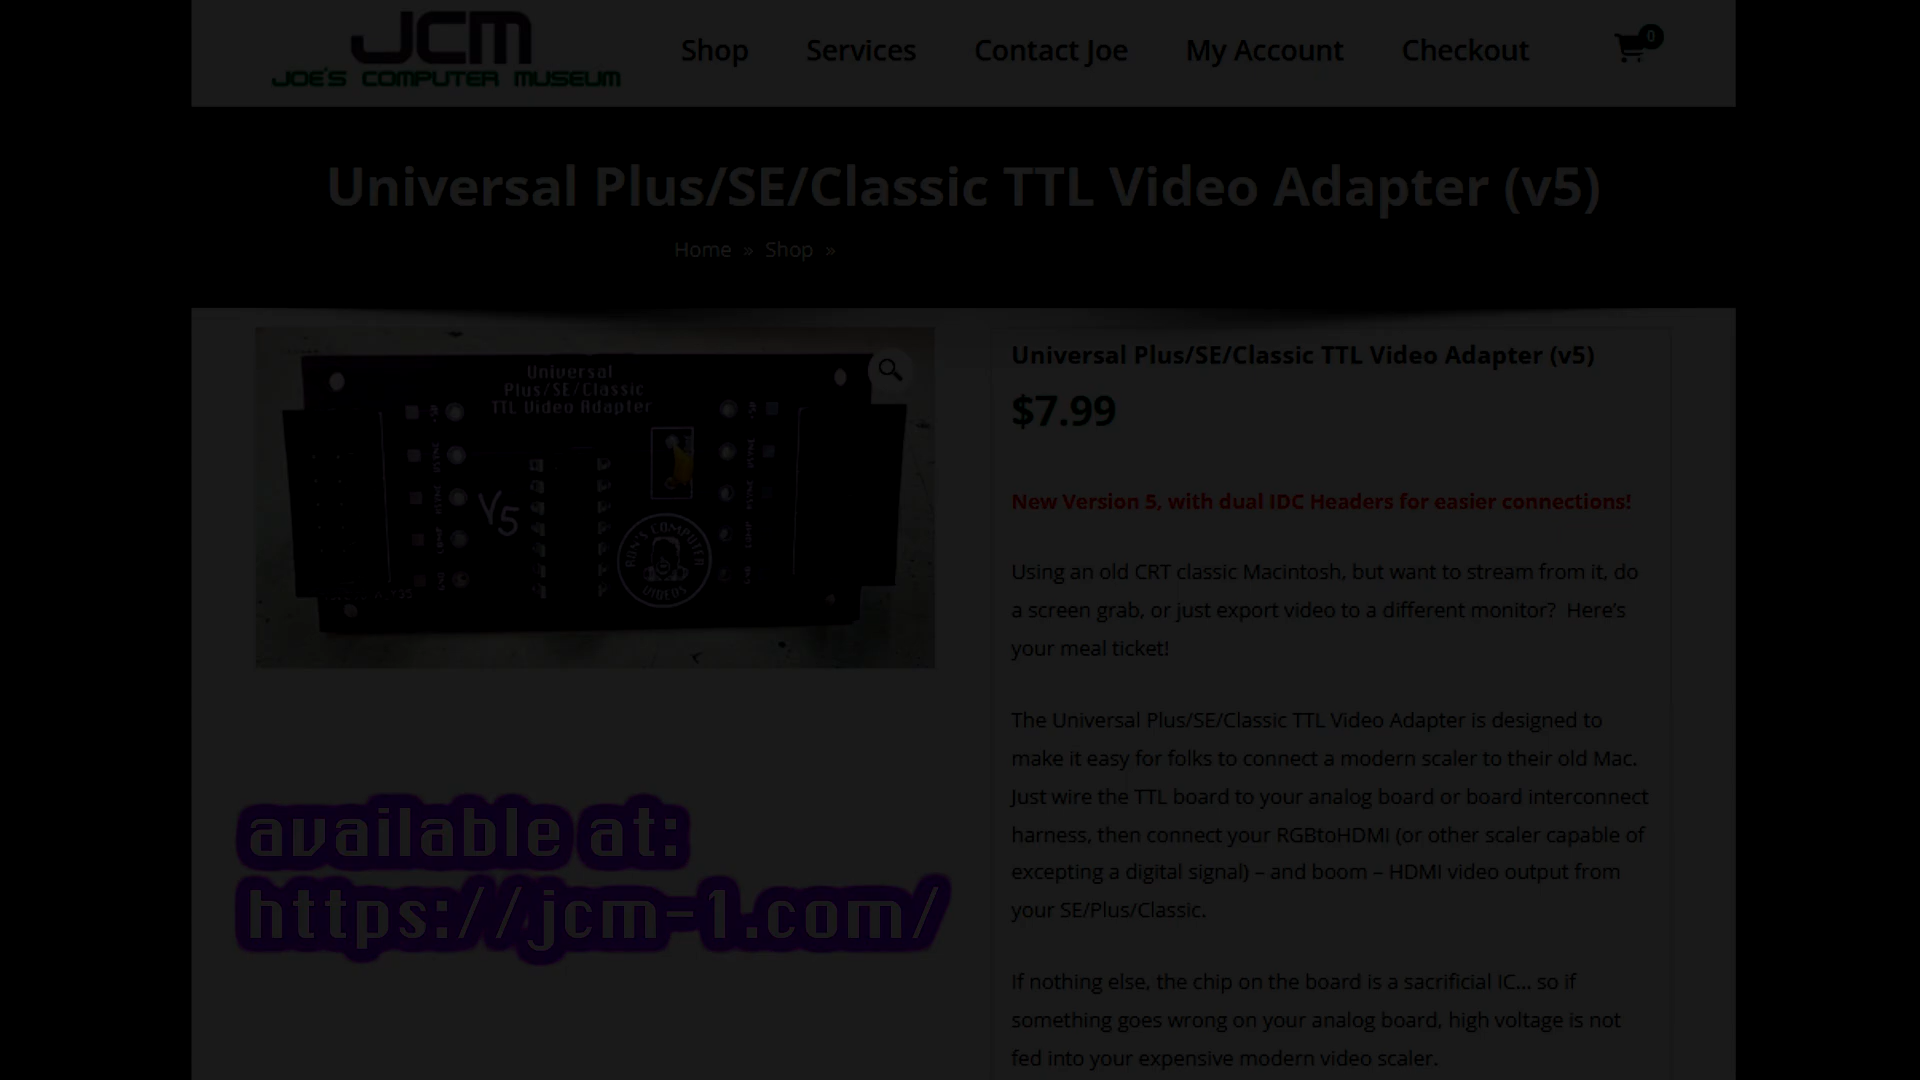 JCM
JOE'S COMPUTER MUSEUM
Shop
Services
Contact Joe
My Account
Checkout
0
Universal Plus/SE/Classic TTL Video Adapter (v5)
Home » Shop »
Universal
Plus/SE/Classic
TTL Video Adapter
V5
RON'S COMPUTER
VIDEOS
available at:
https://jcm-1.com/
Universal Plus/SE/Classic TTL Video Adapter (v5)
$7.99
New Version 5, with dual IDC Headers for easier connections!
Using an old CRT classic Macintosh, but want to stream from it, do
a screen grab, or just export video to a different monitor?  Here's
your meal ticket!
The Universal Plus/SE/Classic TTL Video Adapter is designed to
make it easy for folks to connect a modern scaler to their old Mac.
Just wire the TTL board to your analog board or board interconnect
harness, then connect your RGBtoHDMI (or other scaler capable of
excepting a digital signal) – and boom – HDMI video output from
your SE/Plus/Classic.
If nothing else, the chip on the board is a sacrificial IC... so if
something goes wrong on your analog board, high voltage is not
fed into your expensive modern video scaler.